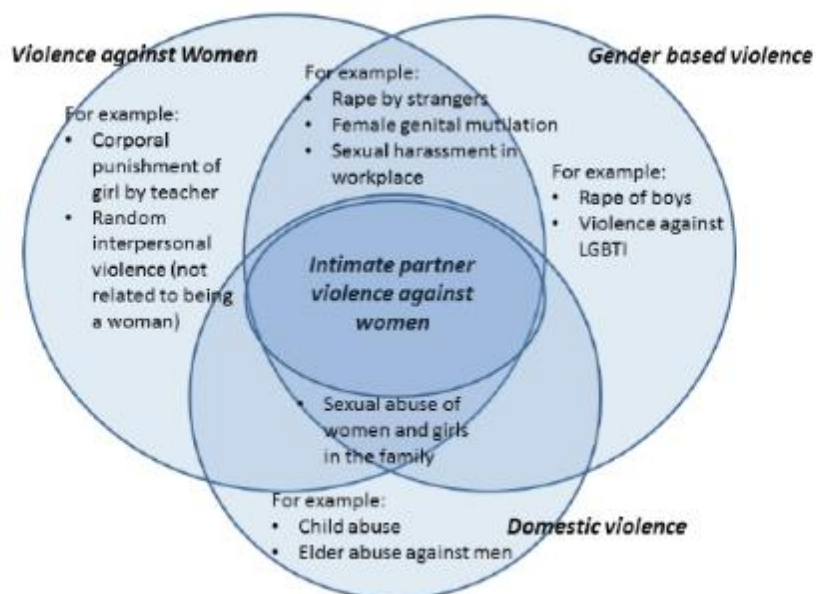 Violence against Women
Gender based violence
For example:
• Corporal
punishment of
girl by teacher
• Random
interpersonal
violence (not
related to being
a woman)
For example:
• Rape by strangers
• Female genital mutilation
• Sexual harassment in
workplace
For example:
• Rape of boys
• Violence against
LGBTI
Intimate partner
violence against
women
• Sexual abuse of
women and girls
in the family
For example:
• Child abuse
• Elder abuse against men
Domestic violence